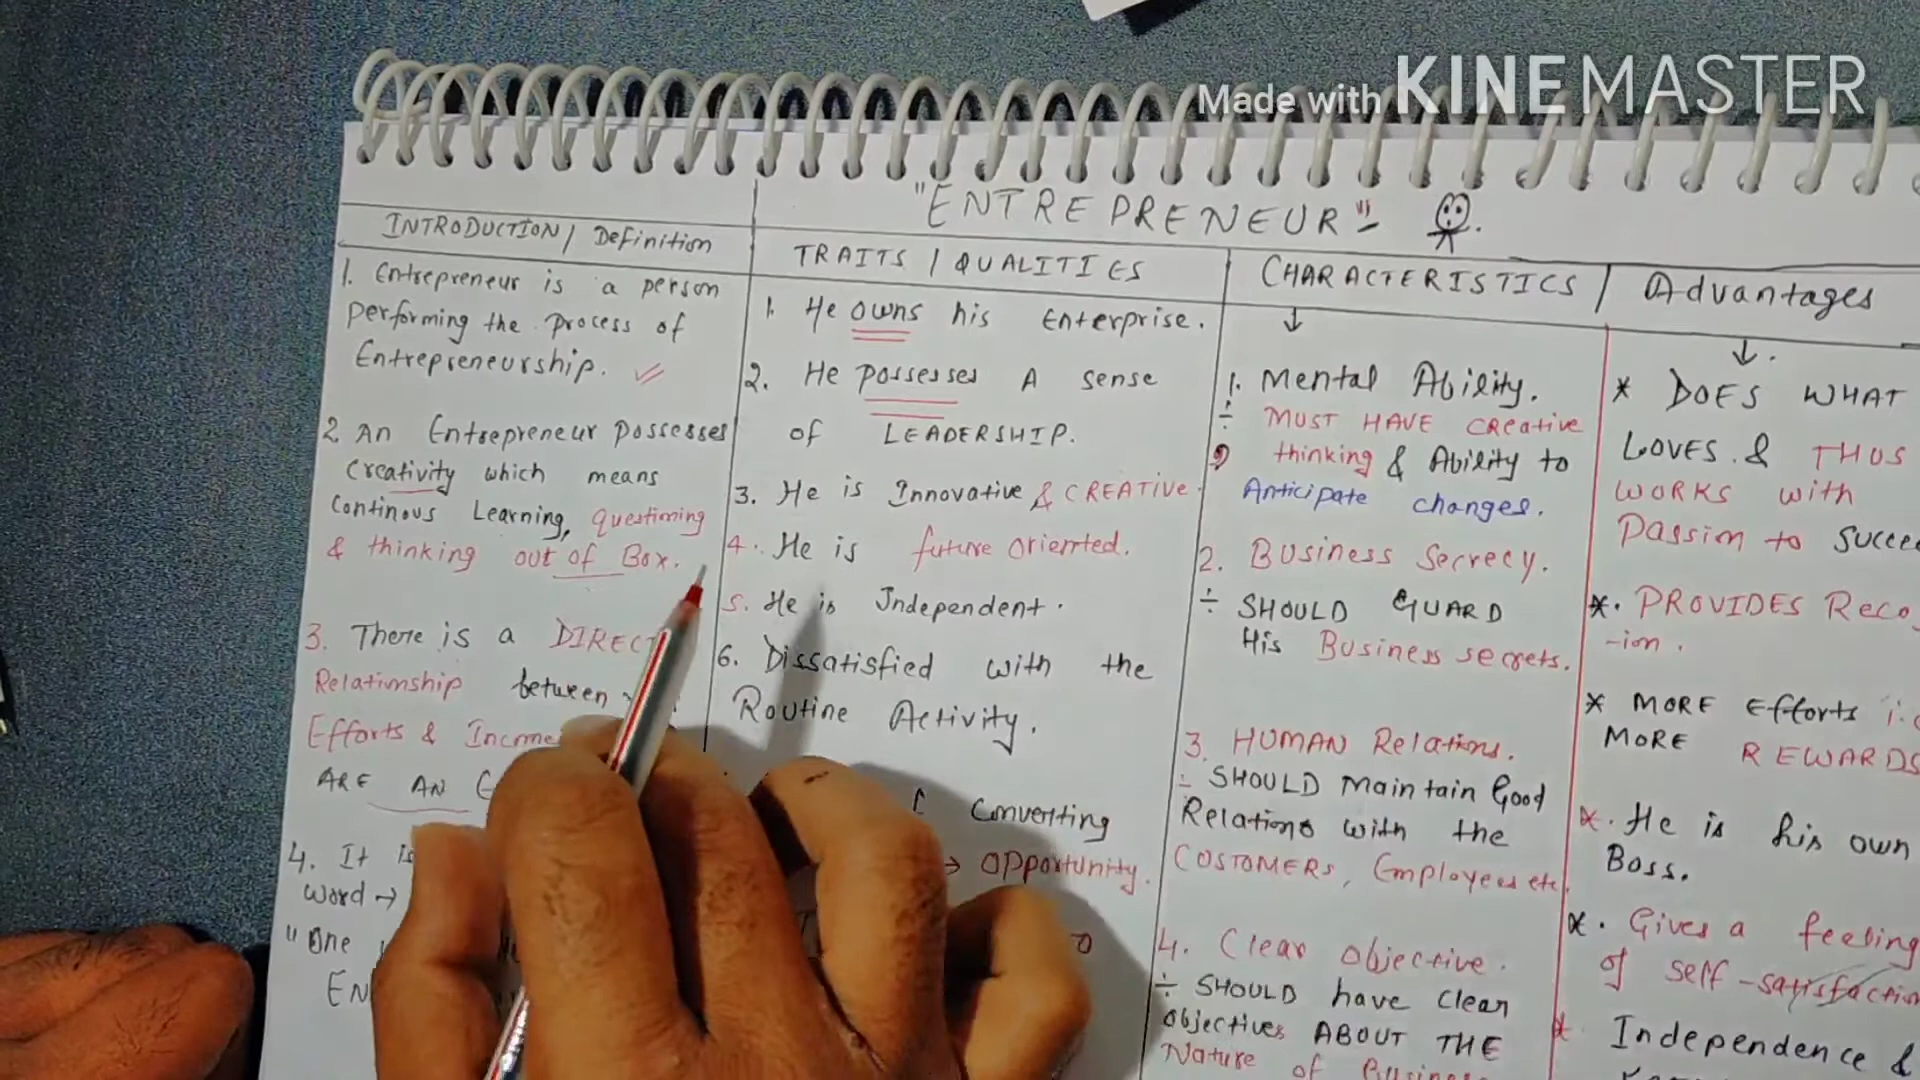 Made with KINEMASTER
"ENTREPRENEUR"
INTRODUCTION / Definition
1. Entrepreneur is a person
performing the process of
Entrepreneurship.
2. An Entrepreneur possesses
creativity which means
continous Learning, questioning
& thinking out of Box.
3. There is a DIRECT
Relationship between
Efforts & Income
ARE AN
4. It is
word →
"One
TRAITS / QUALITIES
1. He owns his enterprise.
2. He possesses A sense
of LEADERSHIP.
3. He is Innovative & CREATIVE.
4. He is future oriented.
5. He is Independent.
6. Dissatisfied with the
Routine Activity.
Converting
→ opportunity.
CHARACTERISTICS
↓
1. Mental Ability.
÷ MUST HAVE creative
thinking & Ability to
Anticipate changes.
2. Business Secrecy.
÷ SHOULD GUARD
His Business secrets.
3. HUMAN Relations.
÷ SHOULD Maintain Good
Relations with the
COSTOMERS, Employees etc.
4. Clear objective.
÷ SHOULD have clear
objectives ABOUT THE
Nature of Business
Advantages
↓.
* DOES WHAT
LOVES. & THUS
WORKS with
Passion to succee
*. PROVIDES Reco
-ion.
* MORE Efforts i.e
MORE REWARDS
*. He is his own
Boss.
*. Gives a feeling
of self-satisfaction
* Independence &